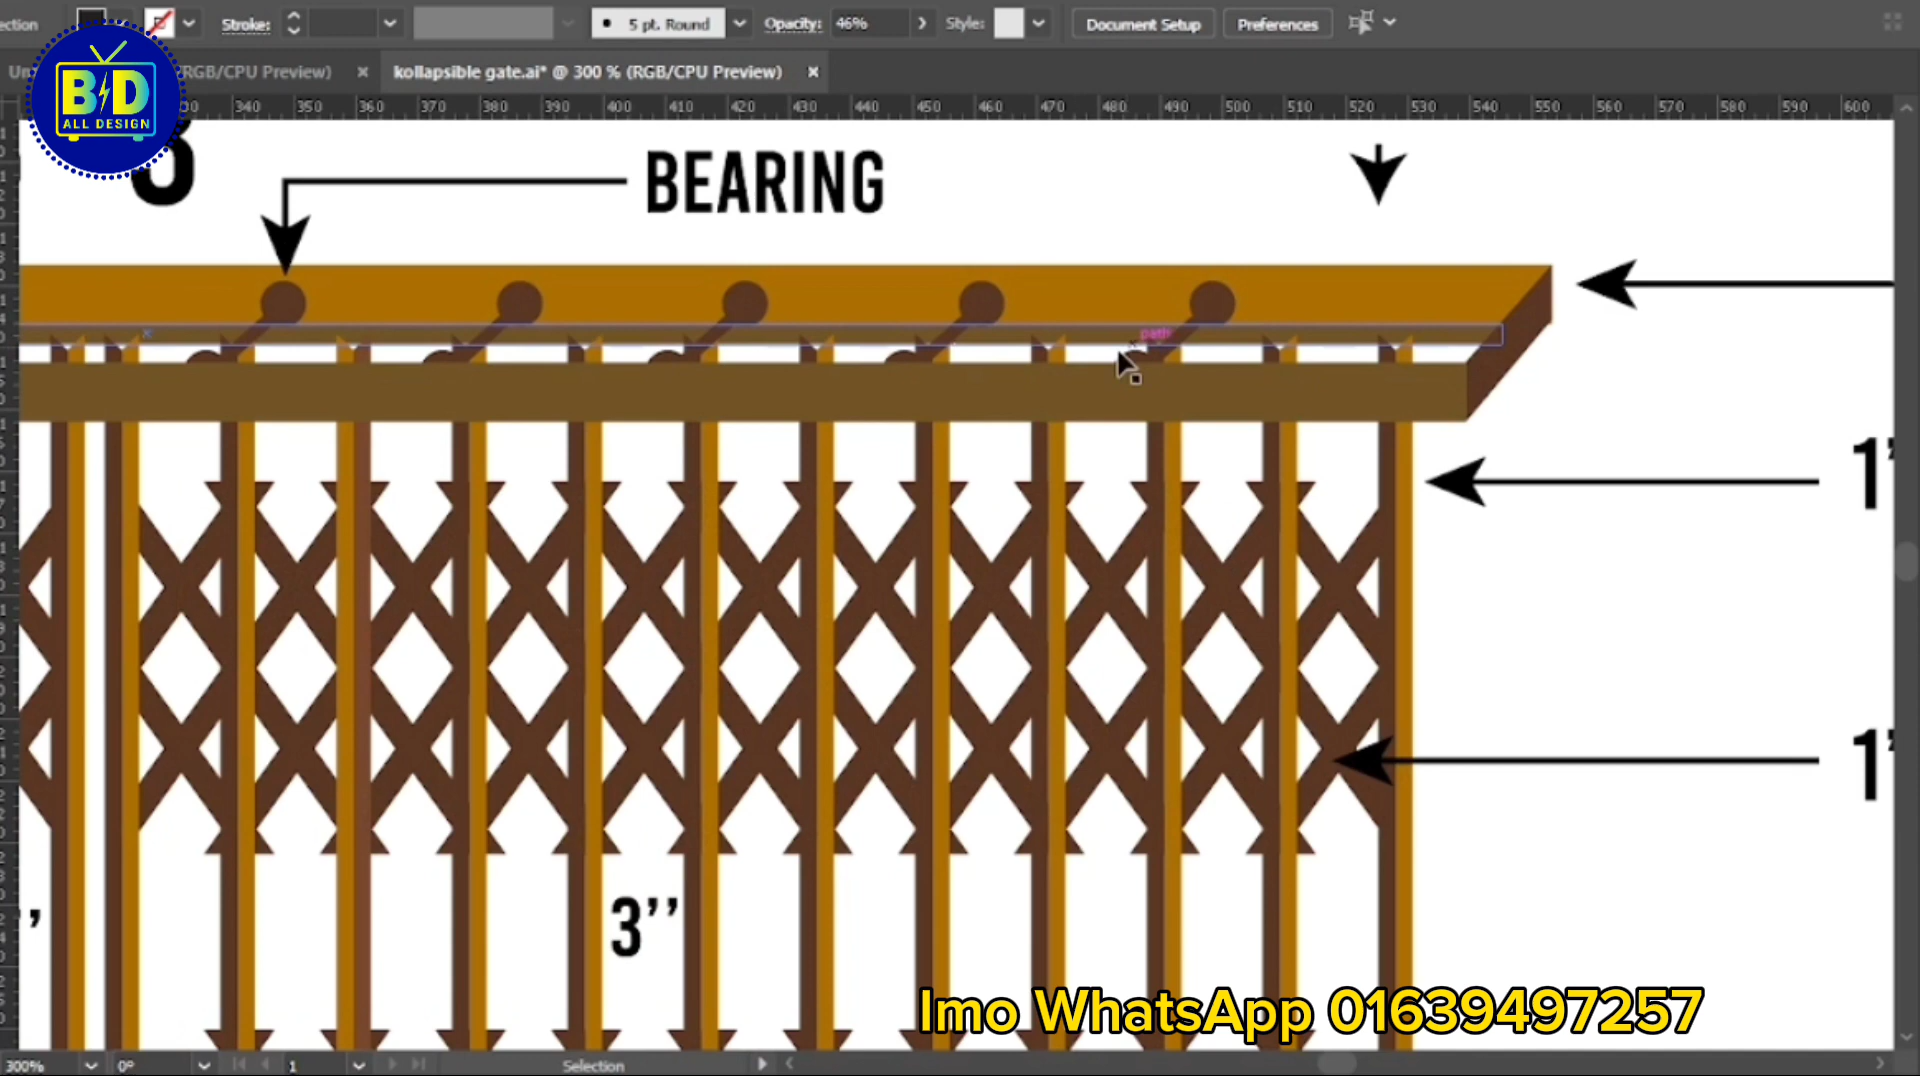 Stroke:
5 pt. Round
Opacity: 46%
Style:
Document Setup
Preferences
(RGB/CPU Preview) ×
kollapsible gate.ai* @ 300 % (RGB/CPU Preview) ×
340 350 360 370 380 390 400 410 420 430 440 450 460 470 480 490 500 510 520 530 540 550 560 570 580 590 600
BD
ALL DESIGN
BEARING
path
1’
1’
3’’
Imo WhatsApp 01639497257
300%
0°
1
Selection